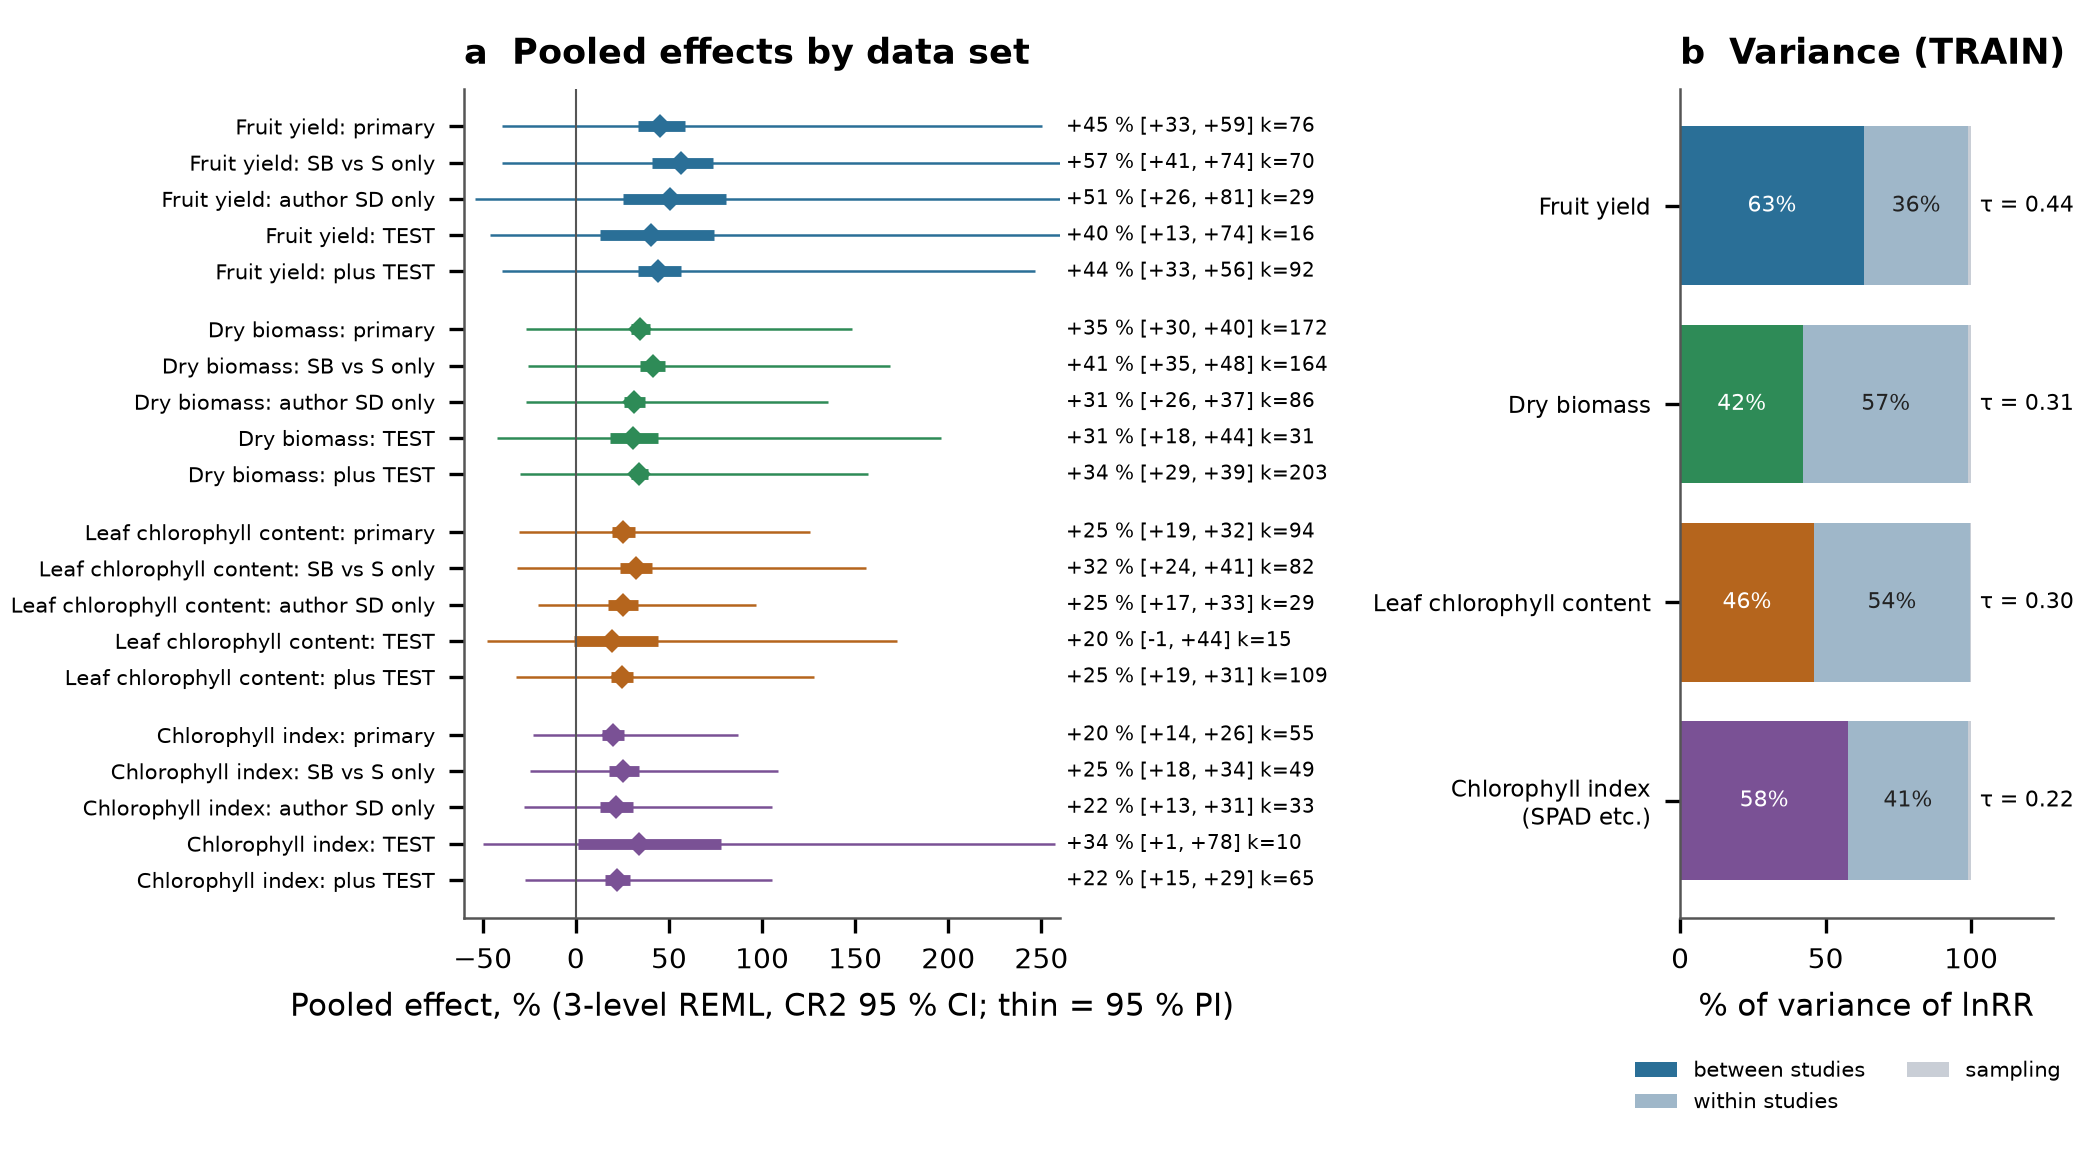 a Pooled effects by data set
Fruit yield: primary +45 % [+33, +59] k=76
Fruit yield: SB vs S only +57 % [+41, +74] k=70
Fruit yield: author SD only +51 % [+26, +81] k=29
Fruit yield: TEST +40 % [+13, +74] k=16
Fruit yield: plus TEST +44 % [+33, +56] k=92
Dry biomass: primary +35 % [+30, +40] k=172
Dry biomass: SB vs S only +41 % [+35, +48] k=164
Dry biomass: author SD only +31 % [+26, +37] k=86
Dry biomass: TEST +31 % [+18, +44] k=31
Dry biomass: plus TEST +34 % [+29, +39] k=203
Leaf chlorophyll content: primary +25 % [+19, +32] k=94
Leaf chlorophyll content: SB vs S only +32 % [+24, +41] k=82
Leaf chlorophyll content: author SD only +25 % [+17, +33] k=29
Leaf chlorophyll content: TEST +20 % [-1, +44] k=15
Leaf chlorophyll content: plus TEST +25 % [+19, +31] k=109
Chlorophyll index: primary +20 % [+14, +26] k=55
Chlorophyll index: SB vs S only +25 % [+18, +34] k=49
Chlorophyll index: author SD only +22 % [+13, +31] k=33
Chlorophyll index: TEST +34 % [+1, +78] k=10
Chlorophyll index: plus TEST +22 % [+15, +29] k=65
−50 0 50 100 150 200 250
Pooled effect, % (3-level REML, CR2 95 % CI; thin = 95 % PI)
b Variance (TRAIN)
Fruit yield 63% 36% τ = 0.44
Dry biomass 42% 57% τ = 0.31
Leaf chlorophyll content 46% 54% τ = 0.30
Chlorophyll index
(SPAD etc.) 58% 41% τ = 0.22
0 50 100
% of variance of lnRR
between studies sampling
within studies